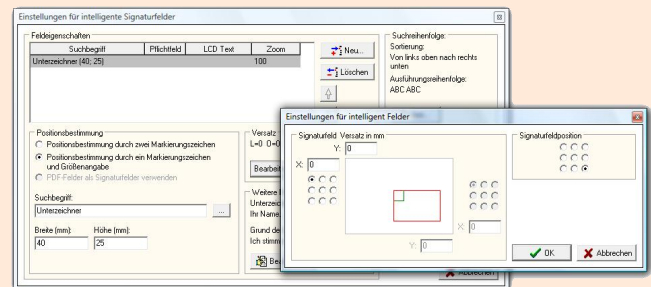 Einstellungen für intelligente Signaturfelder
Feldeigenschaften
Suchbegriff Pflichtfeld LCD Text Zoom
Unterzeichner (40; 25) 100
Neu...
Löschen
Suchreihenfolge:
Sortierung:
Von links oben nach rechts
unten
Ausführungsreihenfolge:
ABC ABC
Positionsbestimmung
Positionsbestimmung durch zwei Markierungszeichen
Positionsbestimmung durch ein Markierungszeichen
und Größenangabe
PDF-Felder als Signaturfelder verwenden
Suchbegriff:
Unterzeichner ...
Breite (mm): Höhe (mm):
40 25
Versatz
L=0 O=0
Bearbeit
Weitere
Unterzeic
Ihr Name.
Grund de
Ich stimm
Bea
Abbrechen
Einstellungen für intelligent Felder
Signaturfeld Versatz in mm
Y: 0
X: 0
X: 0
Y: 0
Signaturfeldposition
OK Abbrechen